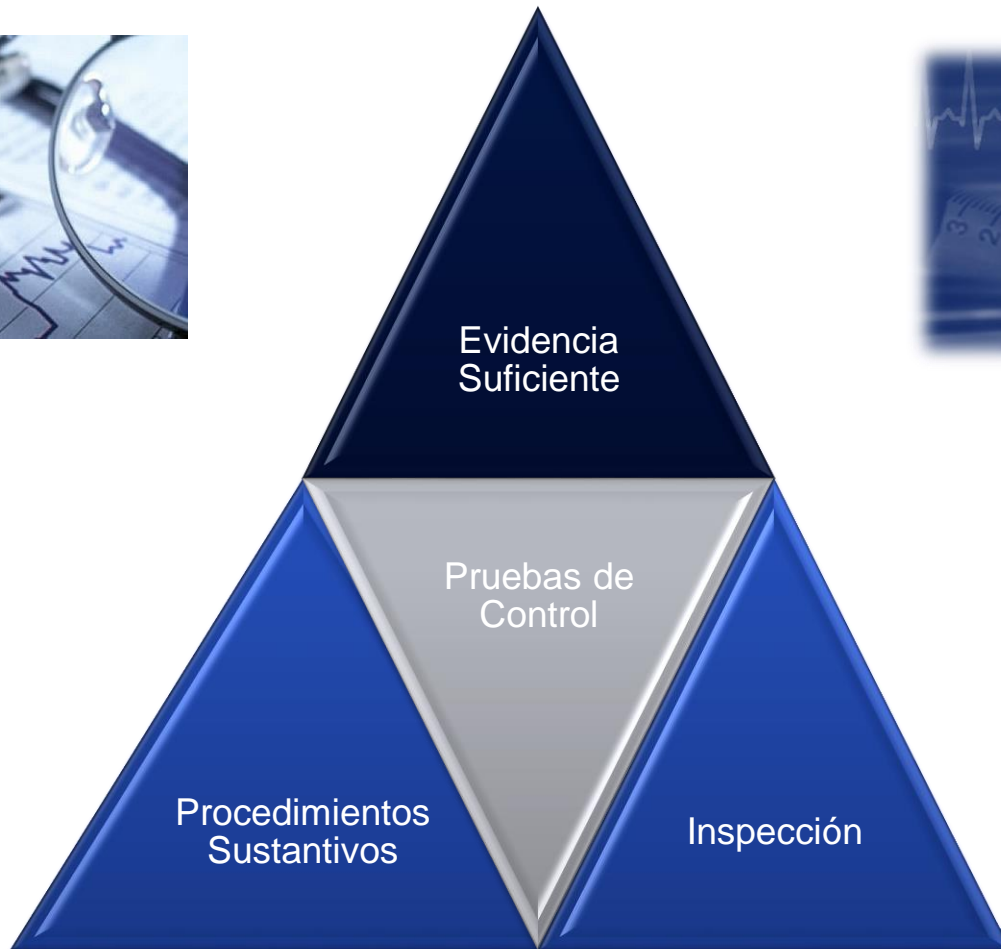 Evidencia
Suficiente
Pruebas de
Control
Procedimientos
Sustantivos
Inspección